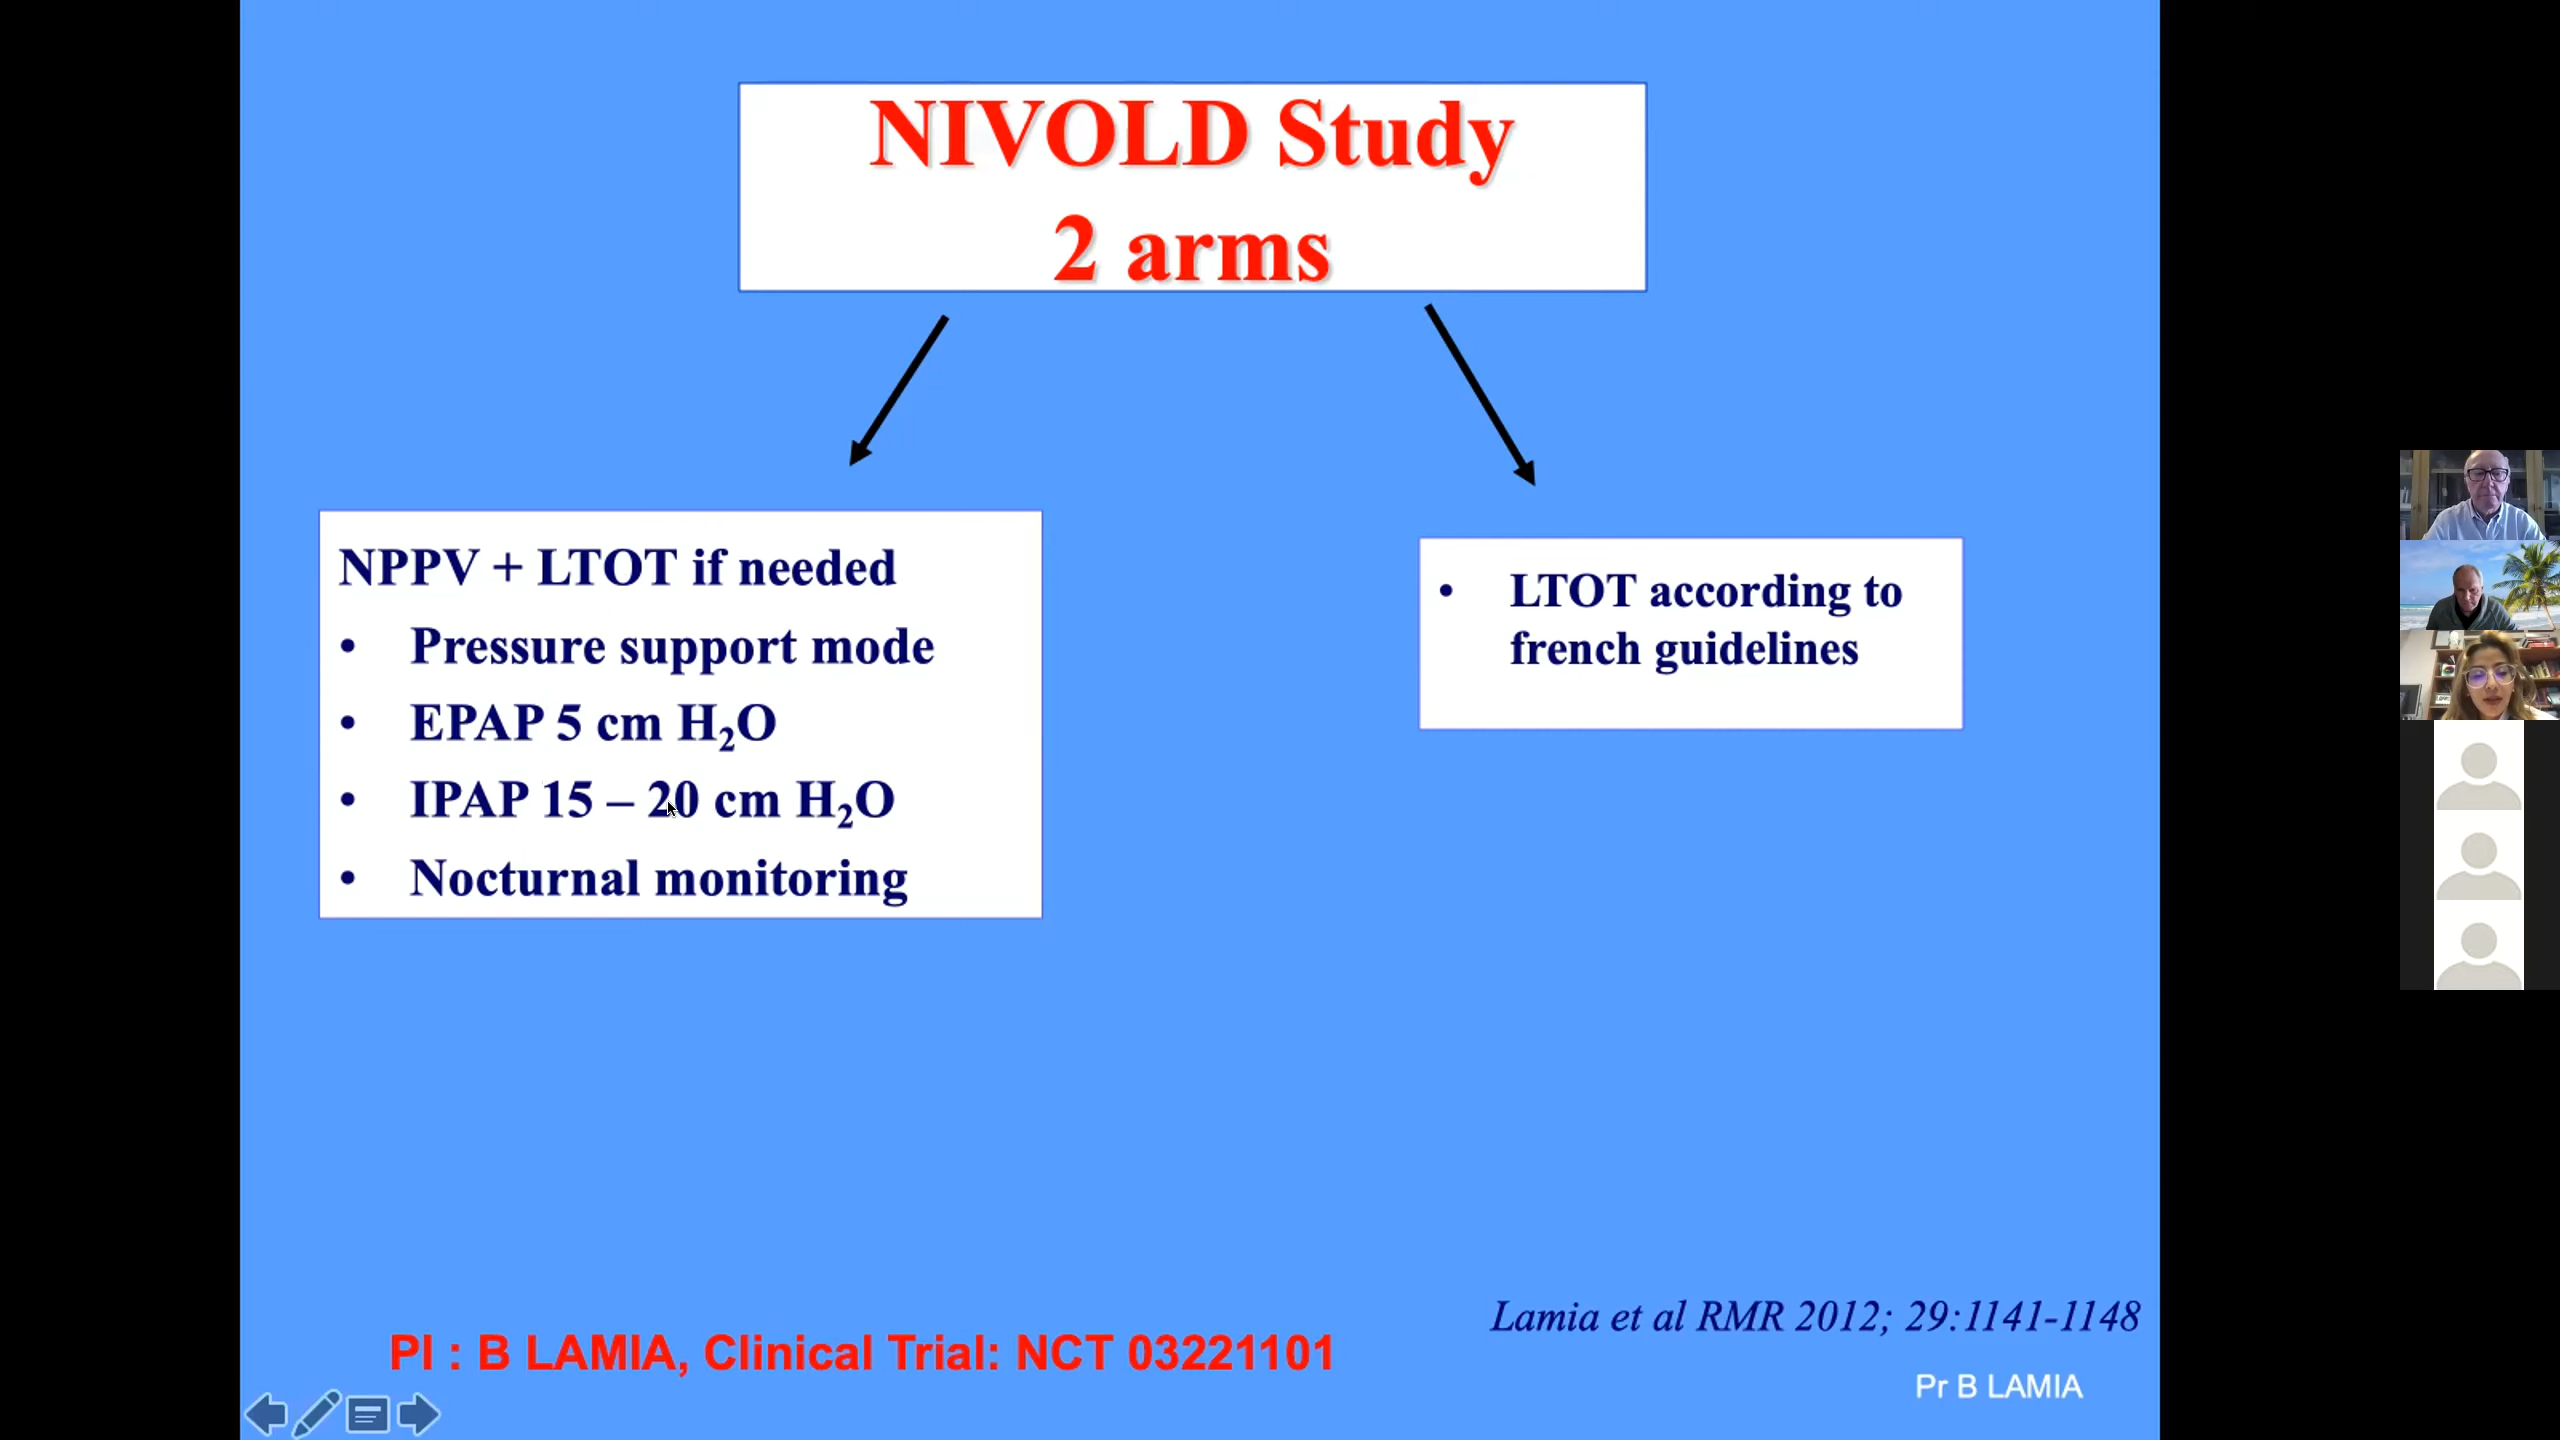 NIVOLD Study
2 arms
NPPV + LTOT if needed
• Pressure support mode
• EPAP 5 cm H₂O
• IPAP 15 – 20 cm H₂O
• Nocturnal monitoring
• LTOT according to
french guidelines
Lamia et al RMR 2012; 29:1141-1148
PI : B LAMIA, Clinical Trial: NCT 03221101
Pr B LAMIA